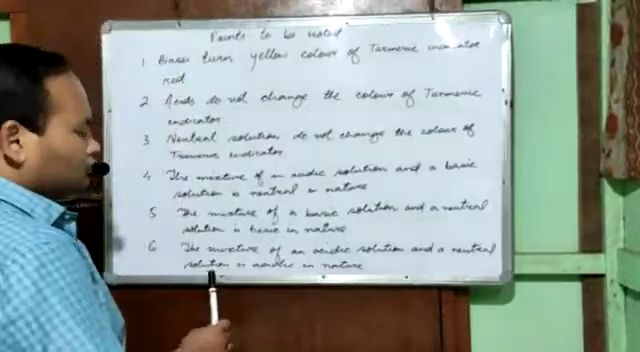 Points to be noted
1 Bases turn yellow colour of Turmeric indicator
red
2 Acids do not change the colour of Turmeric
indicator
3 Neutral solution do not change the colour of
Turmeric indicator
4 The mixture of an acidic solution and a basic
solution is neutral in nature
5 The mixture of a basic solution and a neutral
solution is basic in nature
6 The mixture of an acidic solution and a neutral
solution is acidic in nature